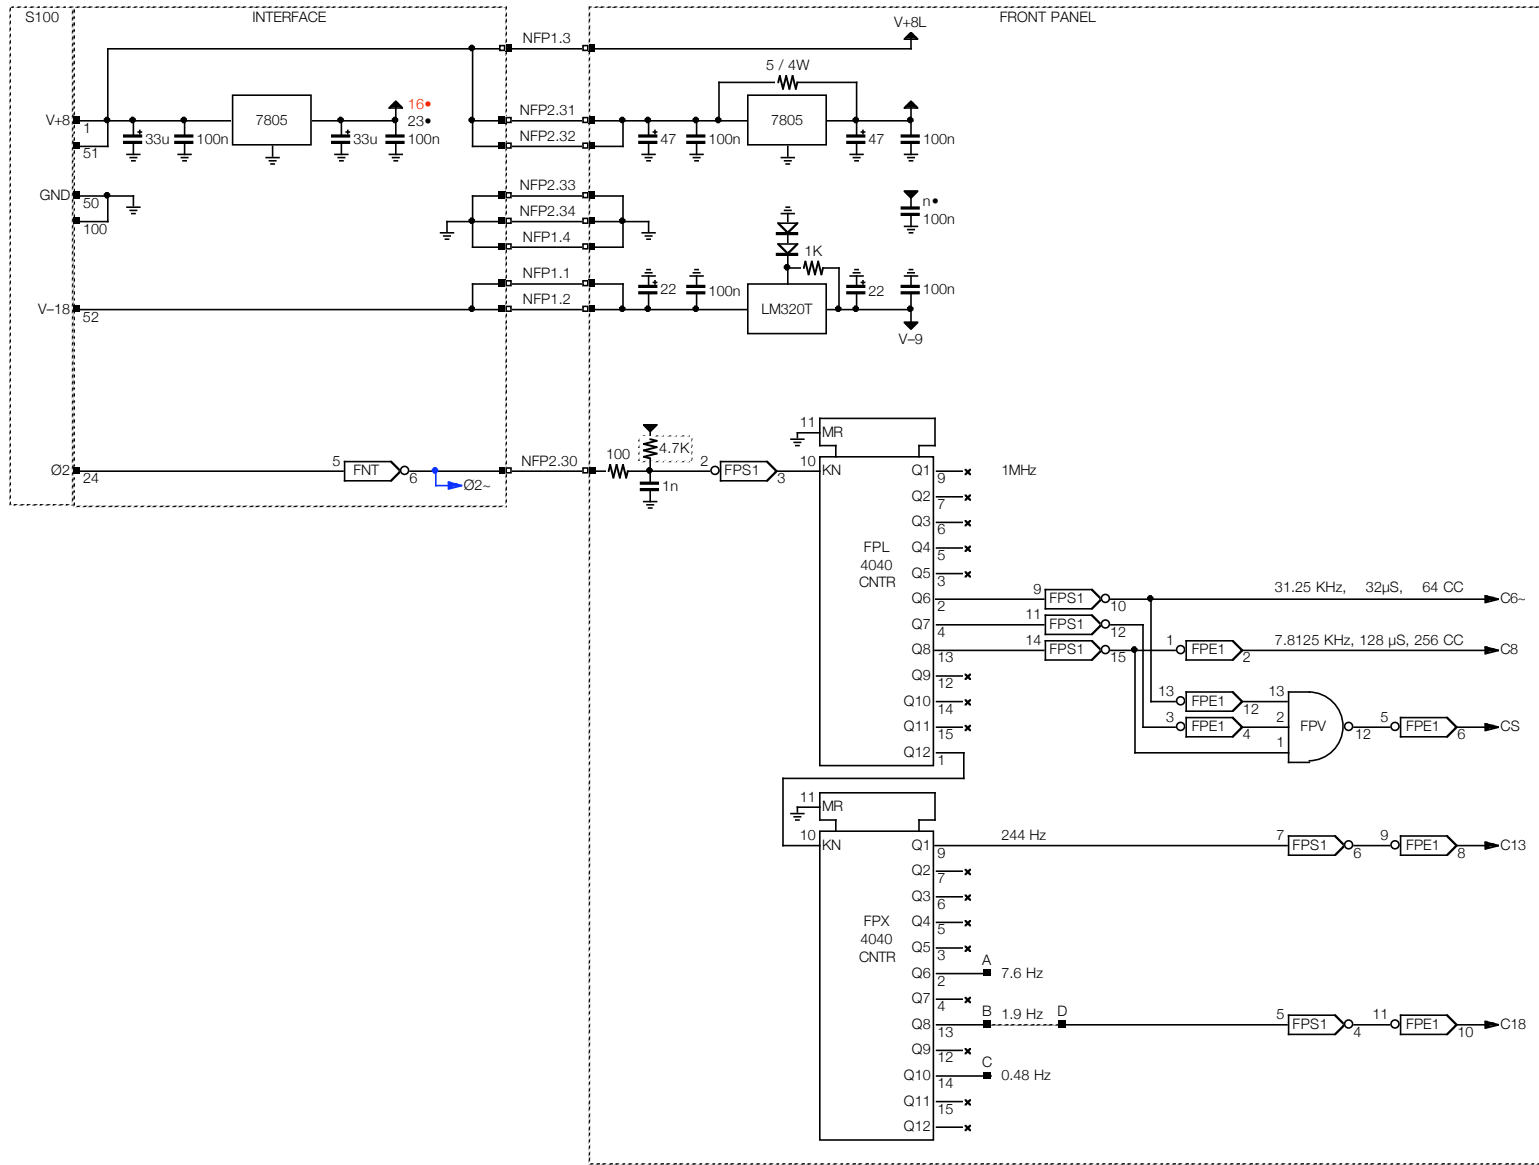 S100
INTERFACE
FRONT PANEL
NFP1.3
V+8L
5 / 4W
V+8
1
51
33u
100n
7805
33u
16•
23•
100n
NFP2.31
NFP2.32
47
100n
7805
47
100n
GND
50
100
NFP2.33
NFP2.34
NFP1.4
n•
100n
V–18
52
NFP1.1
NFP1.2
22
100n
1K
LM320T
22
100n
V–9
Ø2
24
5
FNT
6
Ø2~
NFP2.30
100
4.7K
1n
2
FPS1
3
11
MR
10
KN
FPL
4040
CNTR
Q1
9
1MHz
Q2
7
Q3
6
Q4
5
Q5
3
Q6
2
9
FPS1
10
31.25 KHz, 32µS, 64 CC
C6~
Q7
4
11
FPS1
12
Q8
13
14
FPS1
15
1
FPE1
2
7.8125 KHz, 128 µS, 256 CC
C8
Q9
12
Q10
14
Q11
15
Q12
1
13
FPE1
12
13
3
FPE1
4
2
1
FPV
12
5
FPE1
6
CS
11
MR
10
KN
FPX
4040
CNTR
Q1
9
244 Hz
7
FPS1
6
9
FPE1
8
C13
Q2
7
Q3
6
Q4
5
Q5
3
Q6
2
A
7.6 Hz
Q7
4
Q8
13
B
1.9 Hz
D
5
FPS1
4
11
FPE1
10
C18
Q9
12
Q10
14
C
0.48 Hz
Q11
15
Q12